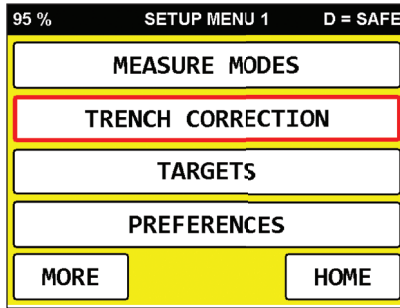 95 % SETUP MENU 1 D = SAFE
MEASURE MODES
TRENCH CORRECTION
TARGETS
PREFERENCES
MORE HOME